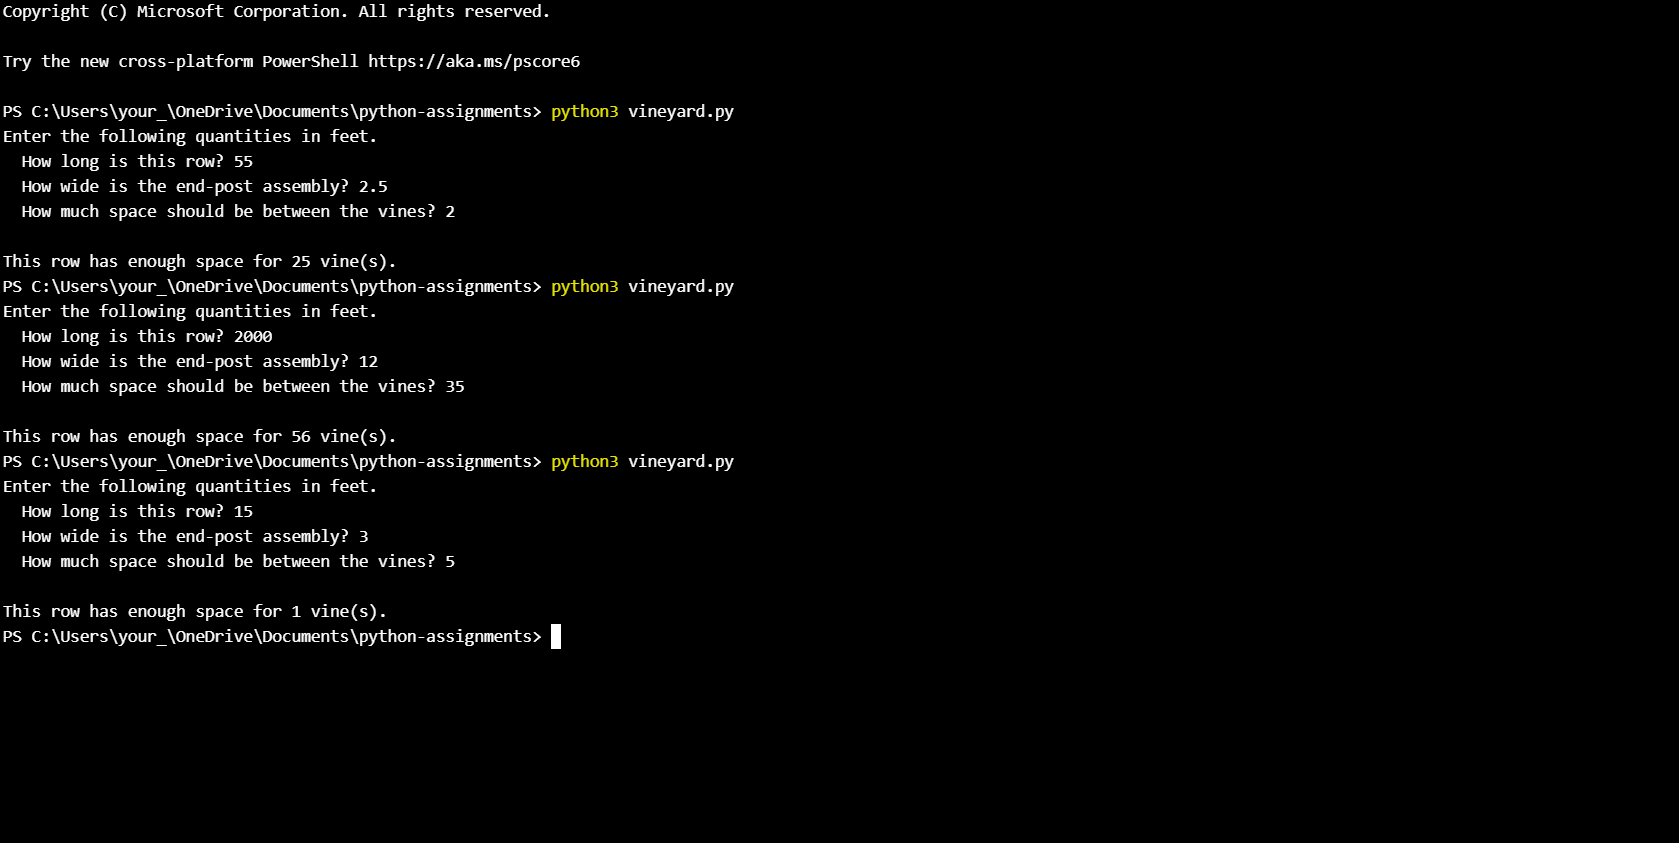 Copyright (C) Microsoft Corporation. All rights reserved.
Try the new cross-platform PowerShell https://aka.ms/pscore6
PS C:\Users\your_\OneDrive\Documents\python-assignments> python3 vineyard.py
Enter the following quantities in feet.
  How long is this row? 55
  How wide is the end-post assembly? 2.5
  How much space should be between the vines? 2
This row has enough space for 25 vine(s).
PS C:\Users\your_\OneDrive\Documents\python-assignments> python3 vineyard.py
Enter the following quantities in feet.
  How long is this row? 2000
  How wide is the end-post assembly? 12
  How much space should be between the vines? 35
This row has enough space for 56 vine(s).
PS C:\Users\your_\OneDrive\Documents\python-assignments> python3 vineyard.py
Enter the following quantities in feet.
  How long is this row? 15
  How wide is the end-post assembly? 3
  How much space should be between the vines? 5
This row has enough space for 1 vine(s).
PS C:\Users\your_\OneDrive\Documents\python-assignments>